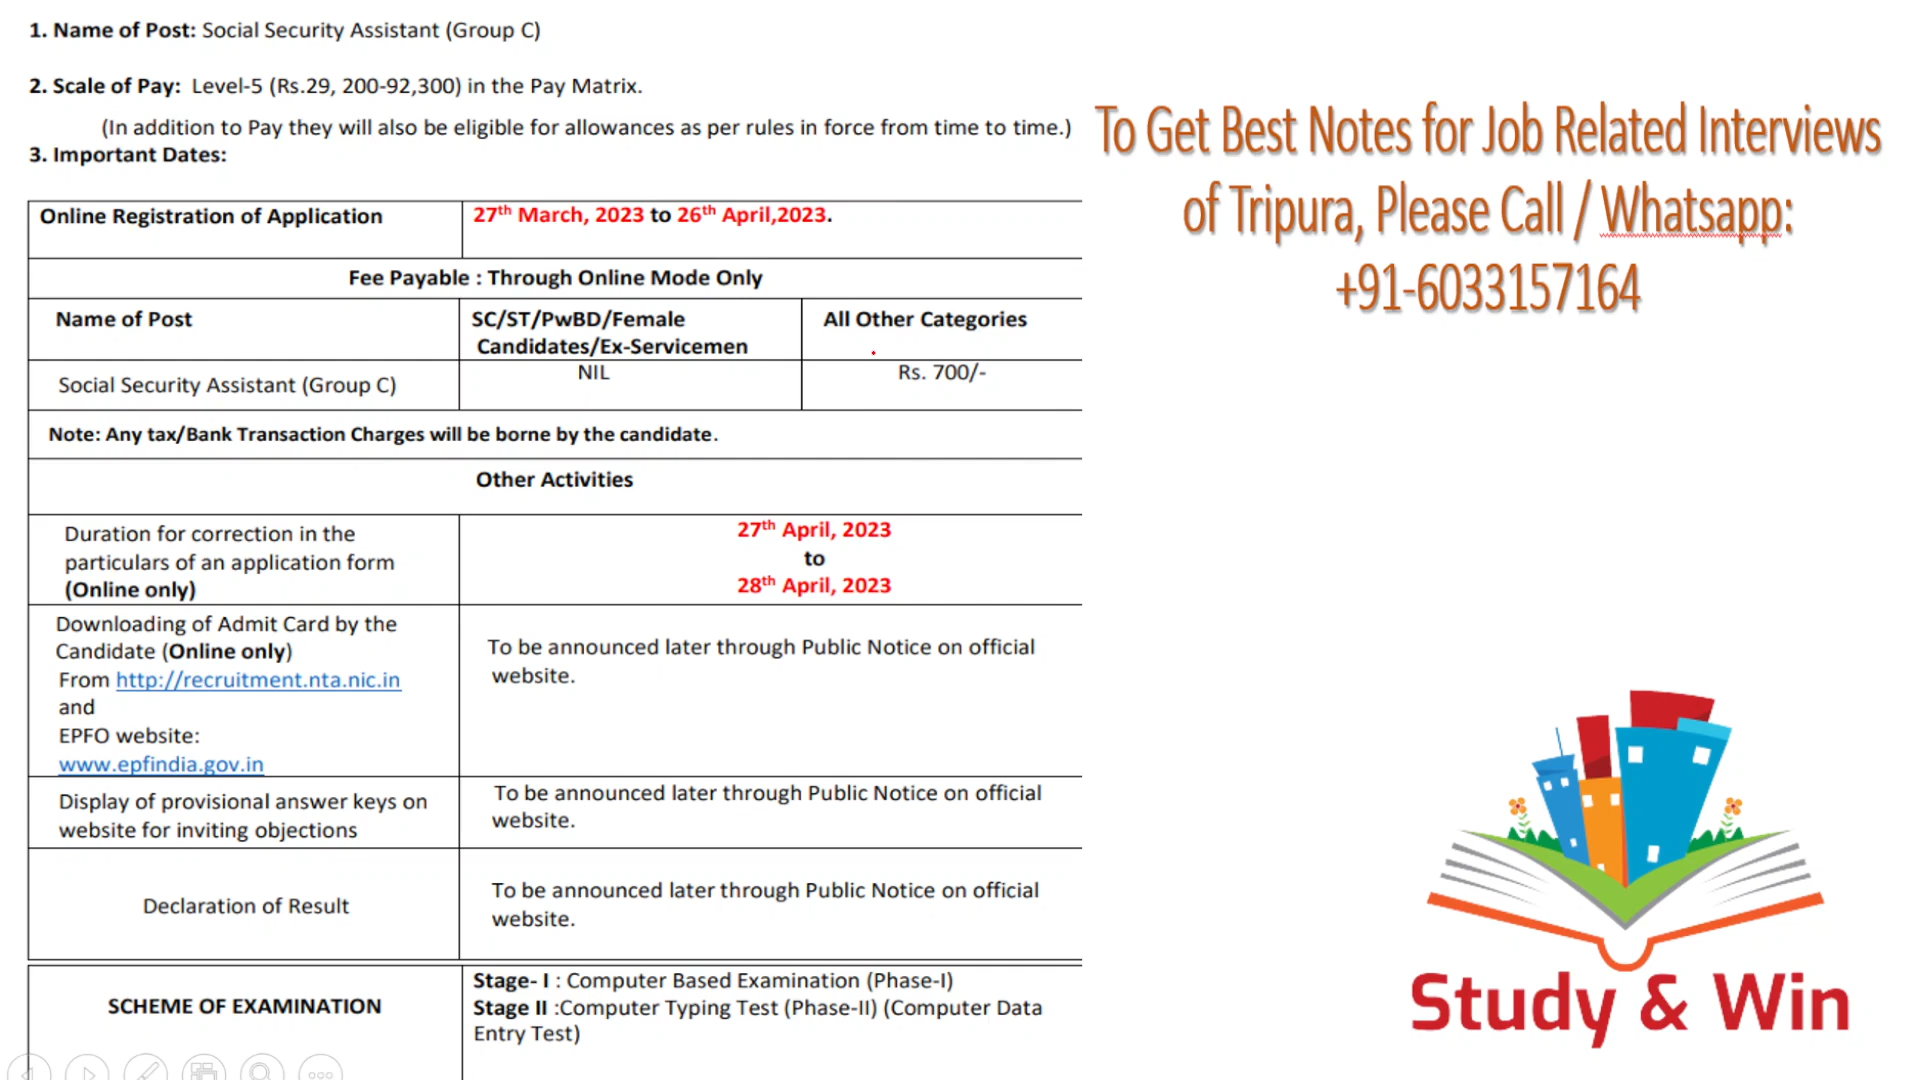 1. Name of Post: Social Security Assistant (Group C)
2. Scale of Pay: Level-5 (Rs.29, 200-92,300) in the Pay Matrix.
(In addition to Pay they will also be eligible for allowances as per rules in force from time to time.)
3. Important Dates:
Online Registration of Application
27th March, 2023 to 26th April,2023.
Fee Payable : Through Online Mode Only
Name of Post
SC/ST/PwBD/Female
Candidates/Ex-Servicemen
All Other Categories
Social Security Assistant (Group C)
NIL
Rs. 700/-
Note: Any tax/Bank Transaction Charges will be borne by the candidate.
Other Activities
Duration for correction in the
particulars of an application form
(Online only)
27th April, 2023
to
28th April, 2023
Downloading of Admit Card by the
Candidate (Online only)
From http://recruitment.nta.nic.in
and
EPFO website:
www.epfindia.gov.in
To be announced later through Public Notice on official
website.
Display of provisional answer keys on
website for inviting objections
To be announced later through Public Notice on official
website.
Declaration of Result
To be announced later through Public Notice on official
website.
SCHEME OF EXAMINATION
Stage- I : Computer Based Examination (Phase-I)
Stage II :Computer Typing Test (Phase-II) (Computer Data
Entry Test)
To Get Best Notes for Job Related Interviews
of Tripura, Please Call / Whatsapp:
+91-6033157164
Study & Win